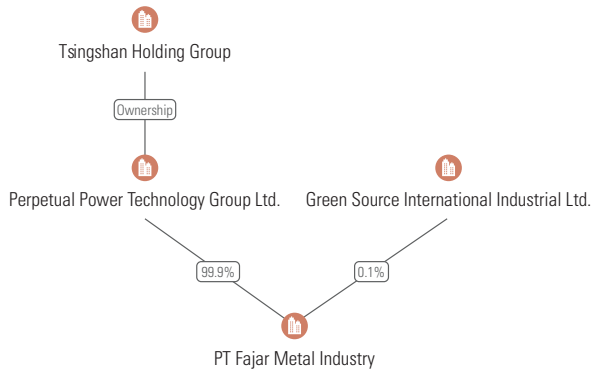 Tsingshan Holding Group
Ownership
Perpetual Power Technology Group Ltd.
Green Source International Industrial Ltd.
99.9%
0.1%
PT Fajar Metal Industry